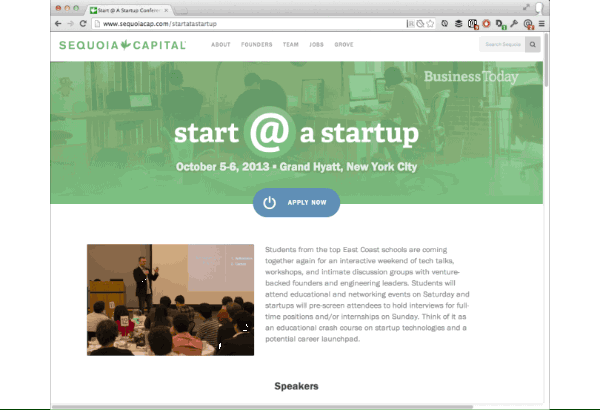 Start @ A Startup Conferenc
www.sequoiacap.com/startatastartup
SEQUOIA CAPITAL
ABOUT FOUNDERS TEAM JOBS GROVE
Search Sequoia
BusinessToday
start @ a startup
October 5-6, 2013 • Grand Hyatt, New York City
APPLY NOW
Students from the top East Coast schools are coming
together again for an interactive weekend of tech talks,
workshops, and intimate discussion groups with venture-
backed founders and engineering leaders. Students will
attend educational and networking events on Saturday and
startups will pre-screen attendees to hold interviews for full-
time positions and/or internships on Sunday. Think of it as
an educational crash course on startup technologies and a
potential career launchpad.
Speakers